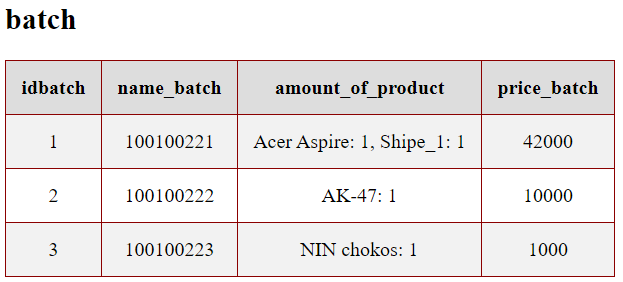 batch
idbatch name_batch amount_of_product price_batch
1 100100221 Acer Aspire: 1, Shipe_1: 1 42000
2 100100222 AK-47: 1 10000
3 100100223 NIN chokos: 1 1000